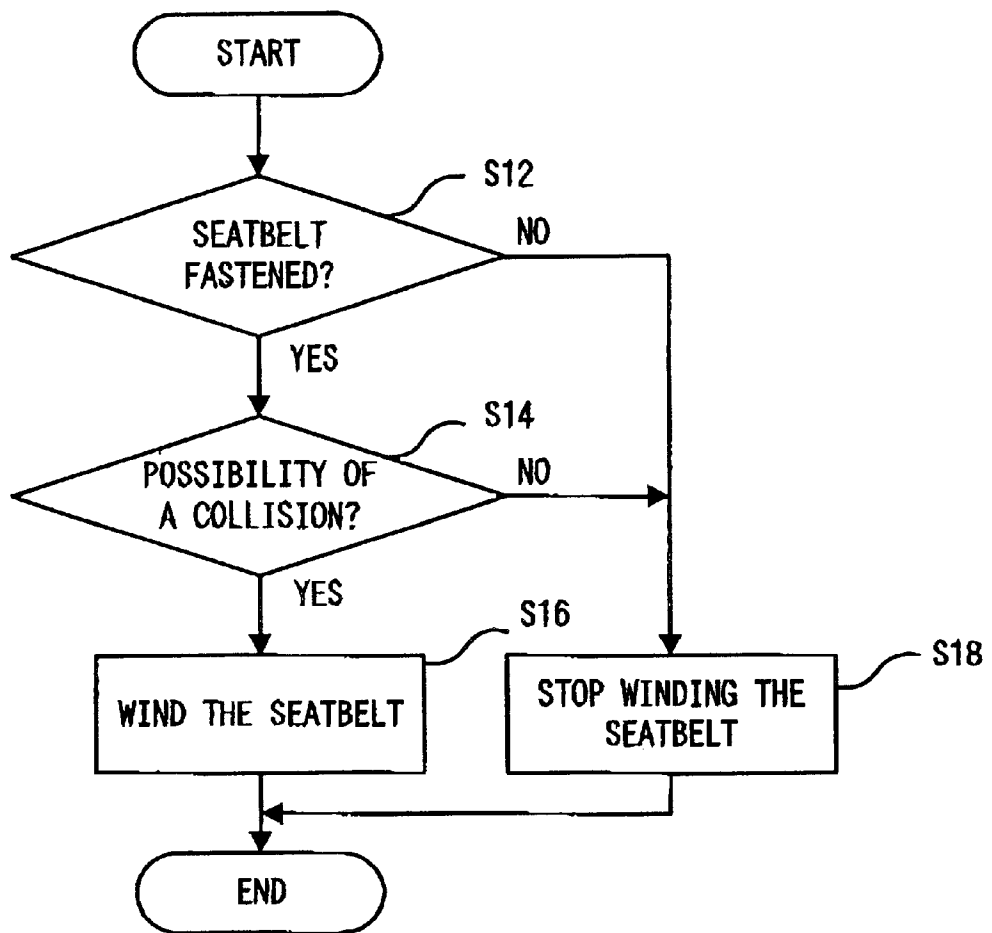 START
S12
SEATBELT
FASTENED?
NO
YES
S14
POSSIBILITY OF
A COLLISION?
NO
YES
S16
WIND THE SEATBELT
S18
STOP WINDING THE
SEATBELT
END